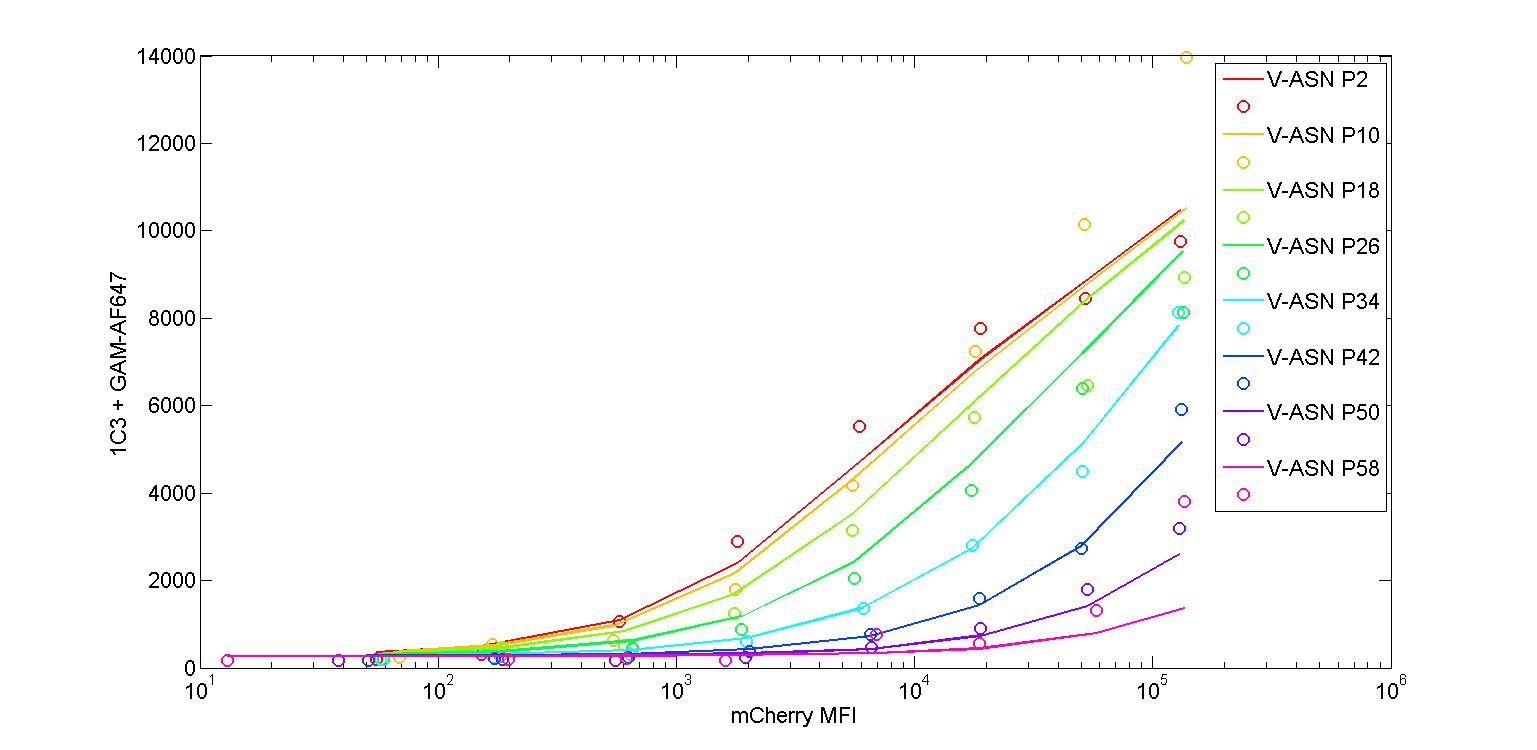 14000
12000
10000
8000
6000
4000
2000
0
1C3 + GAM-AF647
10^1
10^2
10^3
10^4
10^5
10^6
mCherry MFI
V-ASN P2
V-ASN P10
V-ASN P18
V-ASN P26
V-ASN P34
V-ASN P42
V-ASN P50
V-ASN P58